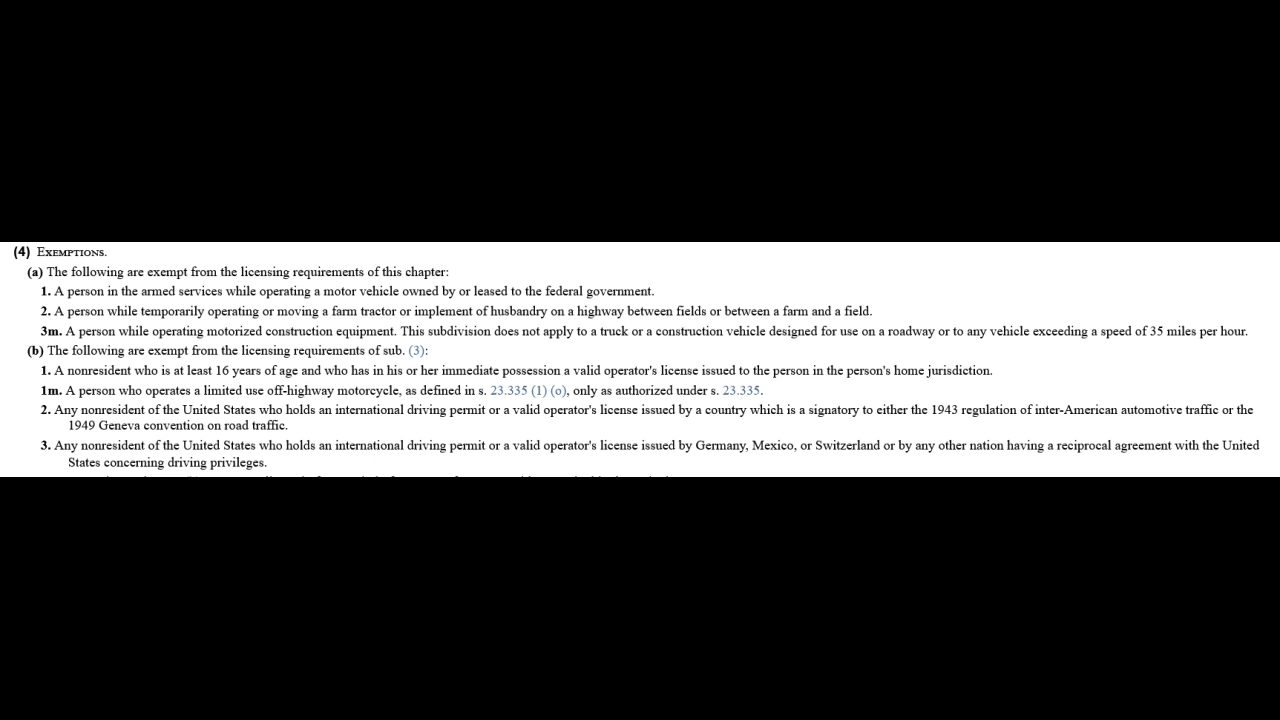 (4) EXEMPTIONS.
(a) The following are exempt from the licensing requirements of this chapter:
1. A person in the armed services while operating a motor vehicle owned by or leased to the federal government.
2. A person while temporarily operating or moving a farm tractor or implement of husbandry on a highway between fields or between a farm and a field.
3m. A person while operating motorized construction equipment. This subdivision does not apply to a truck or a construction vehicle designed for use on a roadway or to any vehicle exceeding a speed of 35 miles per hour.
(b) The following are exempt from the licensing requirements of sub. (3):
1. A nonresident who is at least 16 years of age and who has in his or her immediate possession a valid operator's license issued to the person in the person's home jurisdiction.
1m. A person who operates a limited use off-highway motorcycle, as defined in s. 23.335 (1) (o), only as authorized under s. 23.335.
2. Any nonresident of the United States who holds an international driving permit or a valid operator's license issued by a country which is a signatory to either the 1943 regulation of inter-American automotive traffic or the
1949 Geneva convention on road traffic.
3. Any nonresident of the United States who holds an international driving permit or a valid operator's license issued by Germany, Mexico, or Switzerland or by any other nation having a reciprocal agreement with the United
States concerning driving privileges.